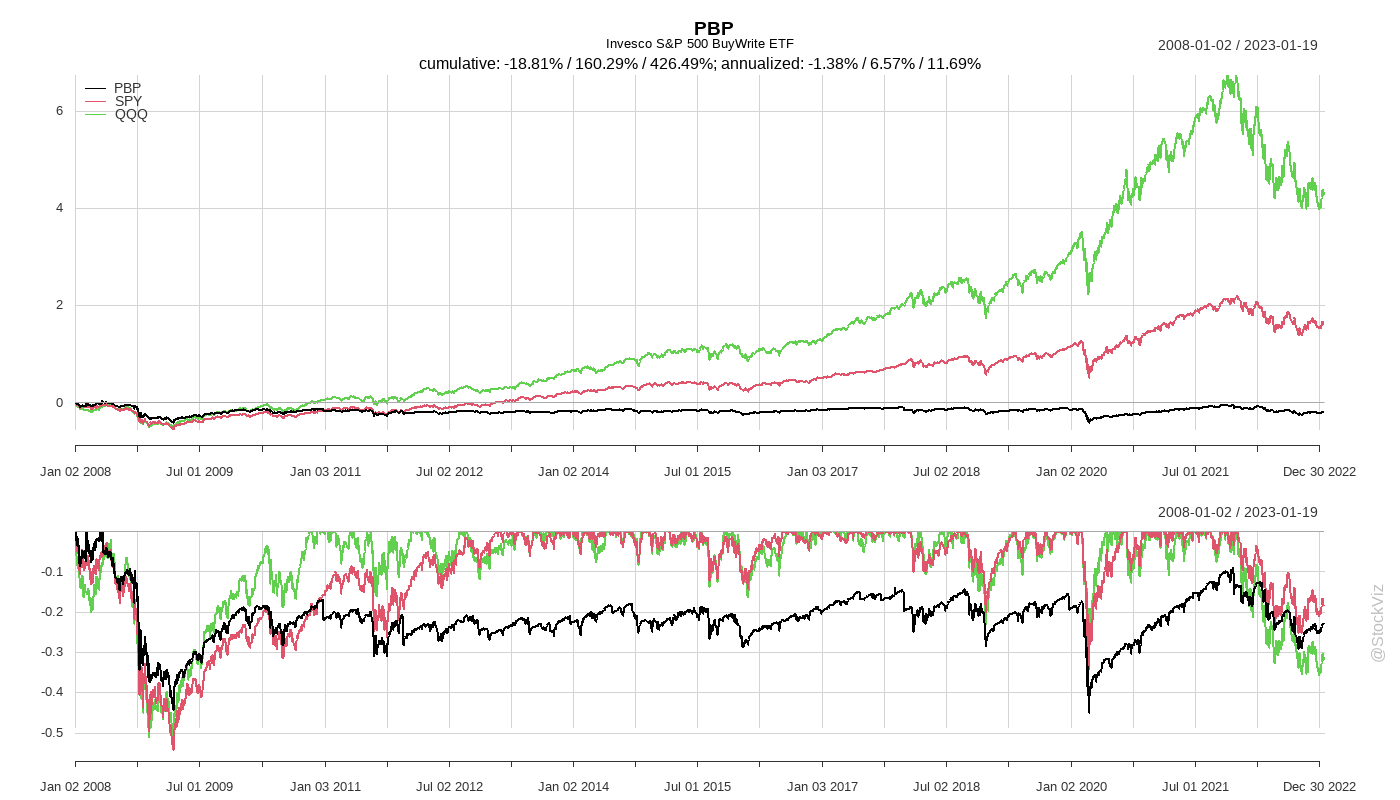 PBP
Invesco S&P 500 BuyWrite ETF
2008-01-02 / 2023-01-19
cumulative: -18.81% / 160.29% / 426.49%; annualized: -1.38% / 6.57% / 11.69%
PBP
SPY
QQQ
6
4
2
0
Jan 02 2008 Jul 01 2009 Jan 03 2011 Jul 02 2012 Jan 02 2014 Jul 01 2015 Jan 03 2017 Jul 02 2018 Jan 02 2020 Jul 01 2021 Dec 30 2022
2008-01-02 / 2023-01-19
-0.1
-0.2
-0.3
-0.4
-0.5
Jan 02 2008 Jul 01 2009 Jan 03 2011 Jul 02 2012 Jan 02 2014 Jul 01 2015 Jan 03 2017 Jul 02 2018 Jan 02 2020 Jul 01 2021 Dec 30 2022
@StockViz